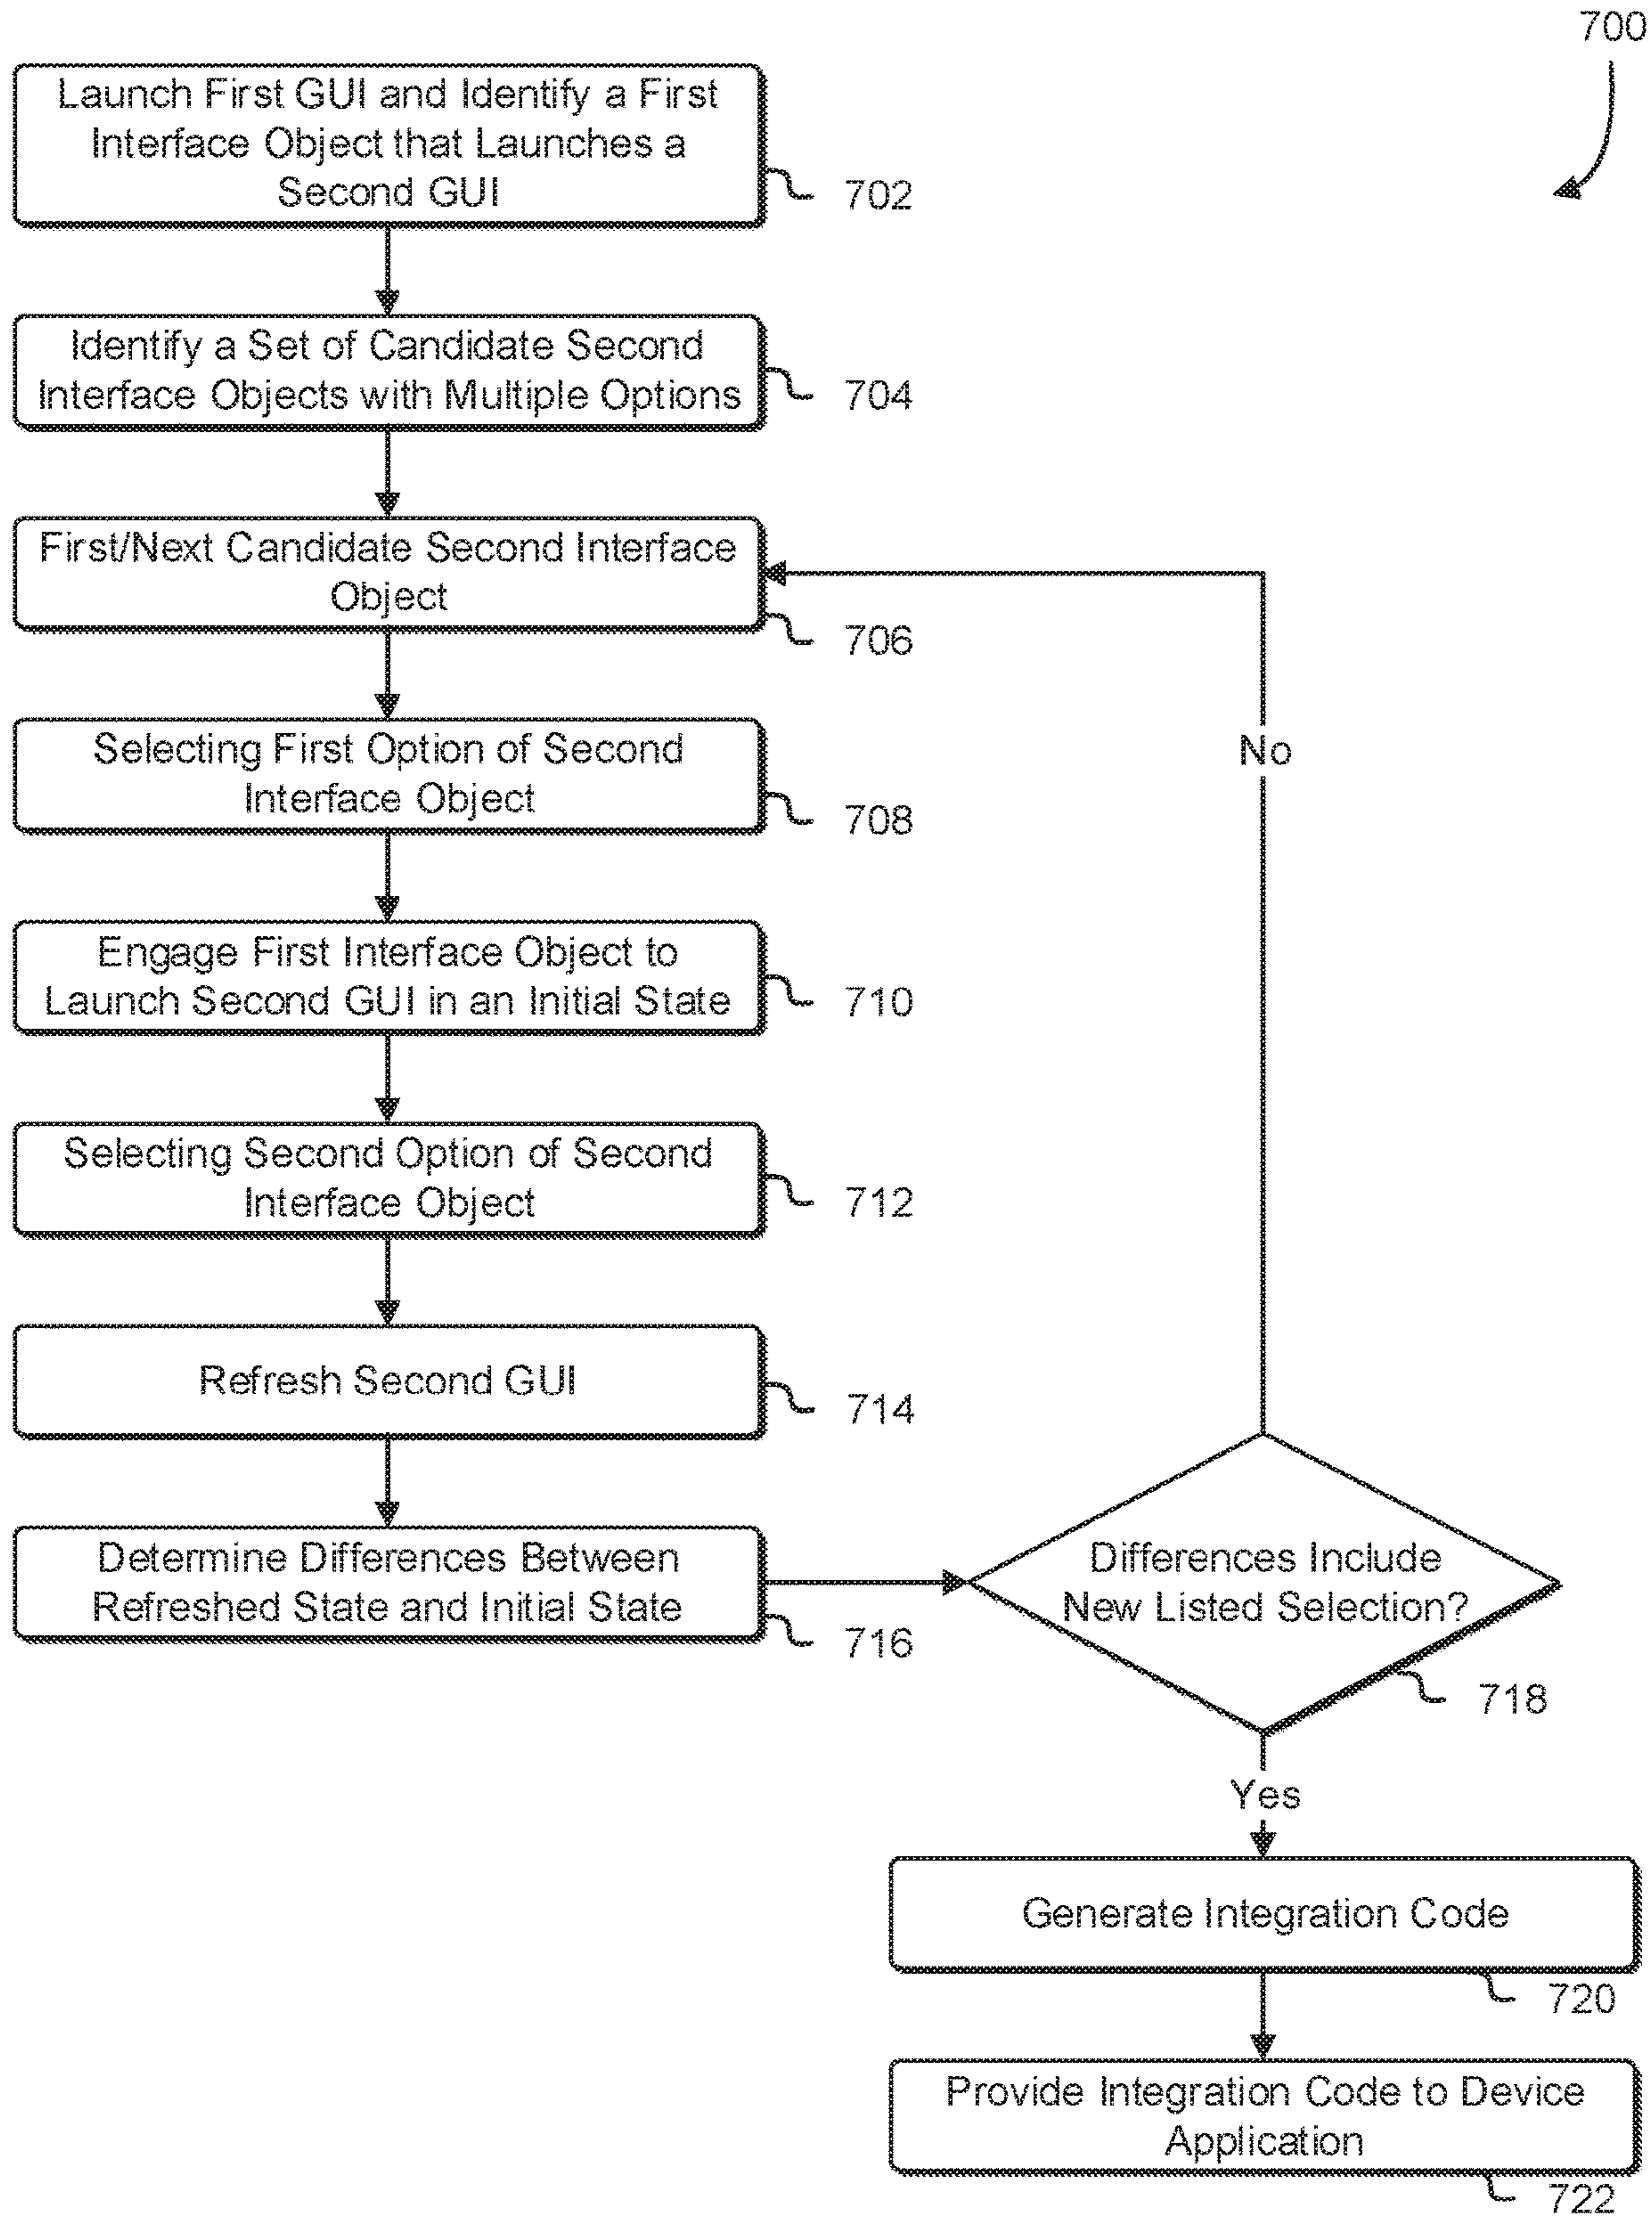 700
Launch First GUI and Identify a First
Interface Object that Launches a
Second GUI
702
Identify a Set of Candidate Second
Interface Objects with Multiple Options
704
First/Next Candidate Second Interface
Object
706
Selecting First Option of Second
Interface Object
708
No
Engage First Interface Object to
Launch Second GUI in an Initial State
710
Selecting Second Option of Second
Interface Object
712
Refresh Second GUI
714
Determine Differences Between
Refreshed State and Initial State
716
Differences Include
New Listed Selection?
718
Yes
Generate Integration Code
720
Provide Integration Code to Device
Application
722